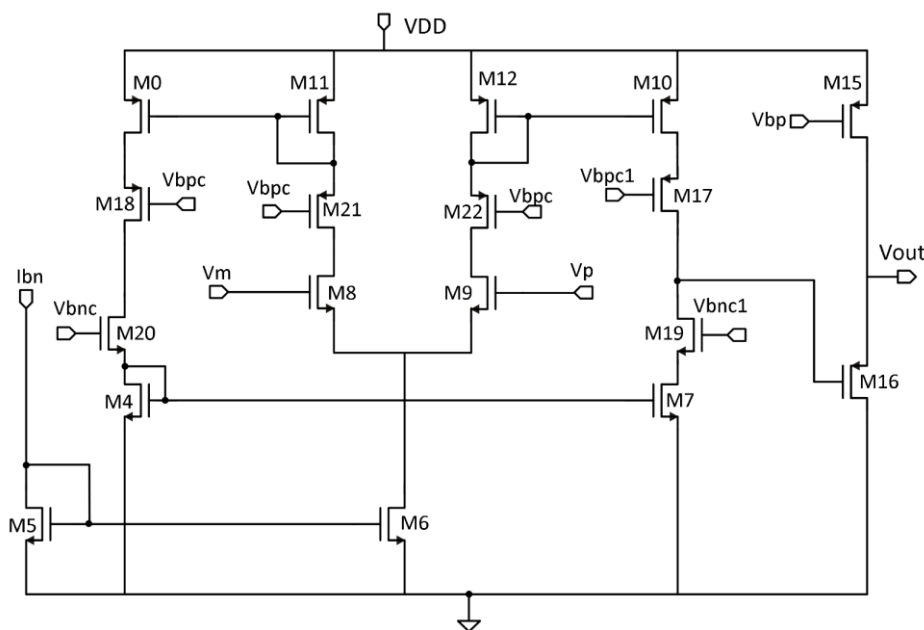 VDD
M0
M11
M12
M10
M15
Vbp
Vbpc
M18
Vbpc
M21
Vbpc
M22
Vbpc1
M17
Ibn
Vm
M8
Vp
M9
Vout
Vbnc
M20
M19
Vbnc1
M4
M7
M16
M5
M6